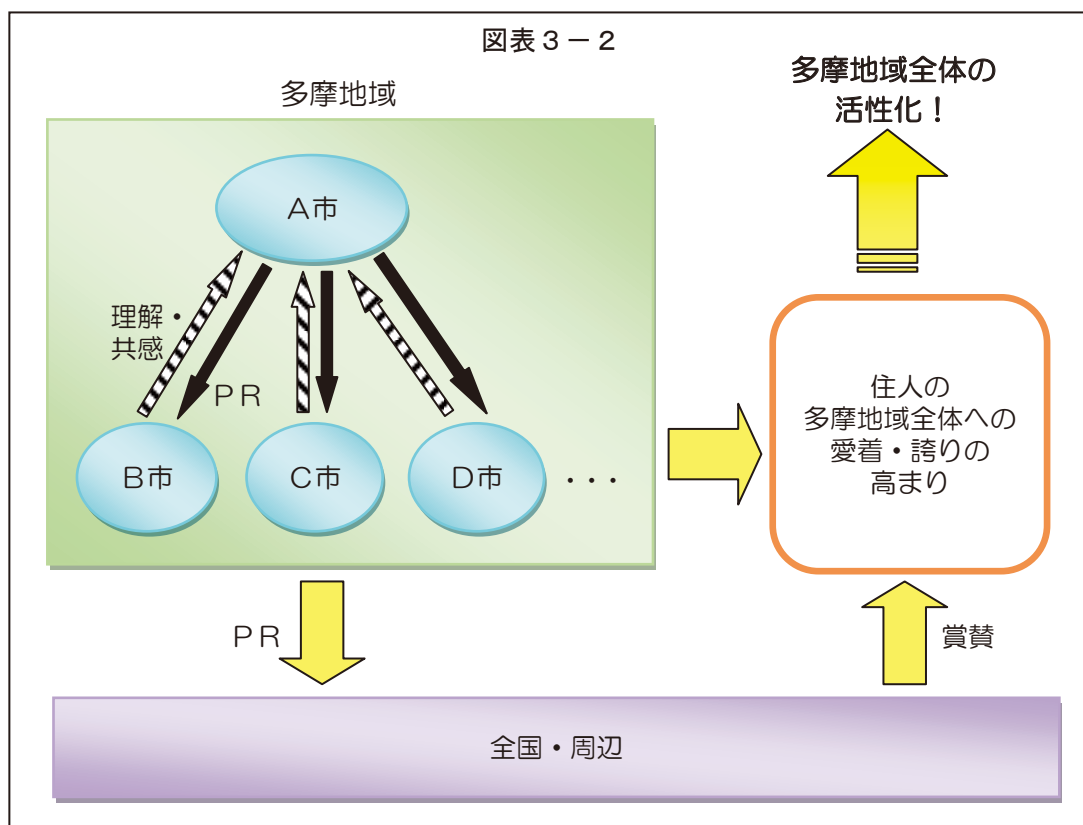 図表３－２
多摩地域
多摩地域全体の
活性化！
Ａ市
理解・
共感
ＰＲ
Ｂ市
Ｃ市
Ｄ市
・・・
住人の
多摩地域全体への
愛着・誇りの
高まり
ＰＲ
賞賛
全国・周辺